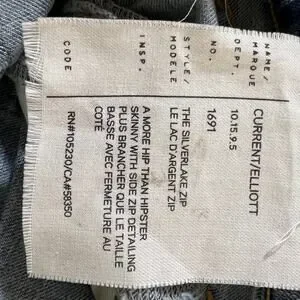 NAME/
MARQUE
CURRENT/ELLIOTT
DEPT.
10.15.9.5
NO.
1691
STYLE/
MODELE
THE SILVERLAKE ZIP
LE LAC D'ARGENT ZIP
INSP.
A MORE HIP THAN HIPSTER
SKINNY WITH SIDE ZIP DETAILING
PLUS BRANCHER QUE LE TAILLE
BASSE AVEC FERMETURE AU
COTÉ
CODE
RN#105230/CA#59350